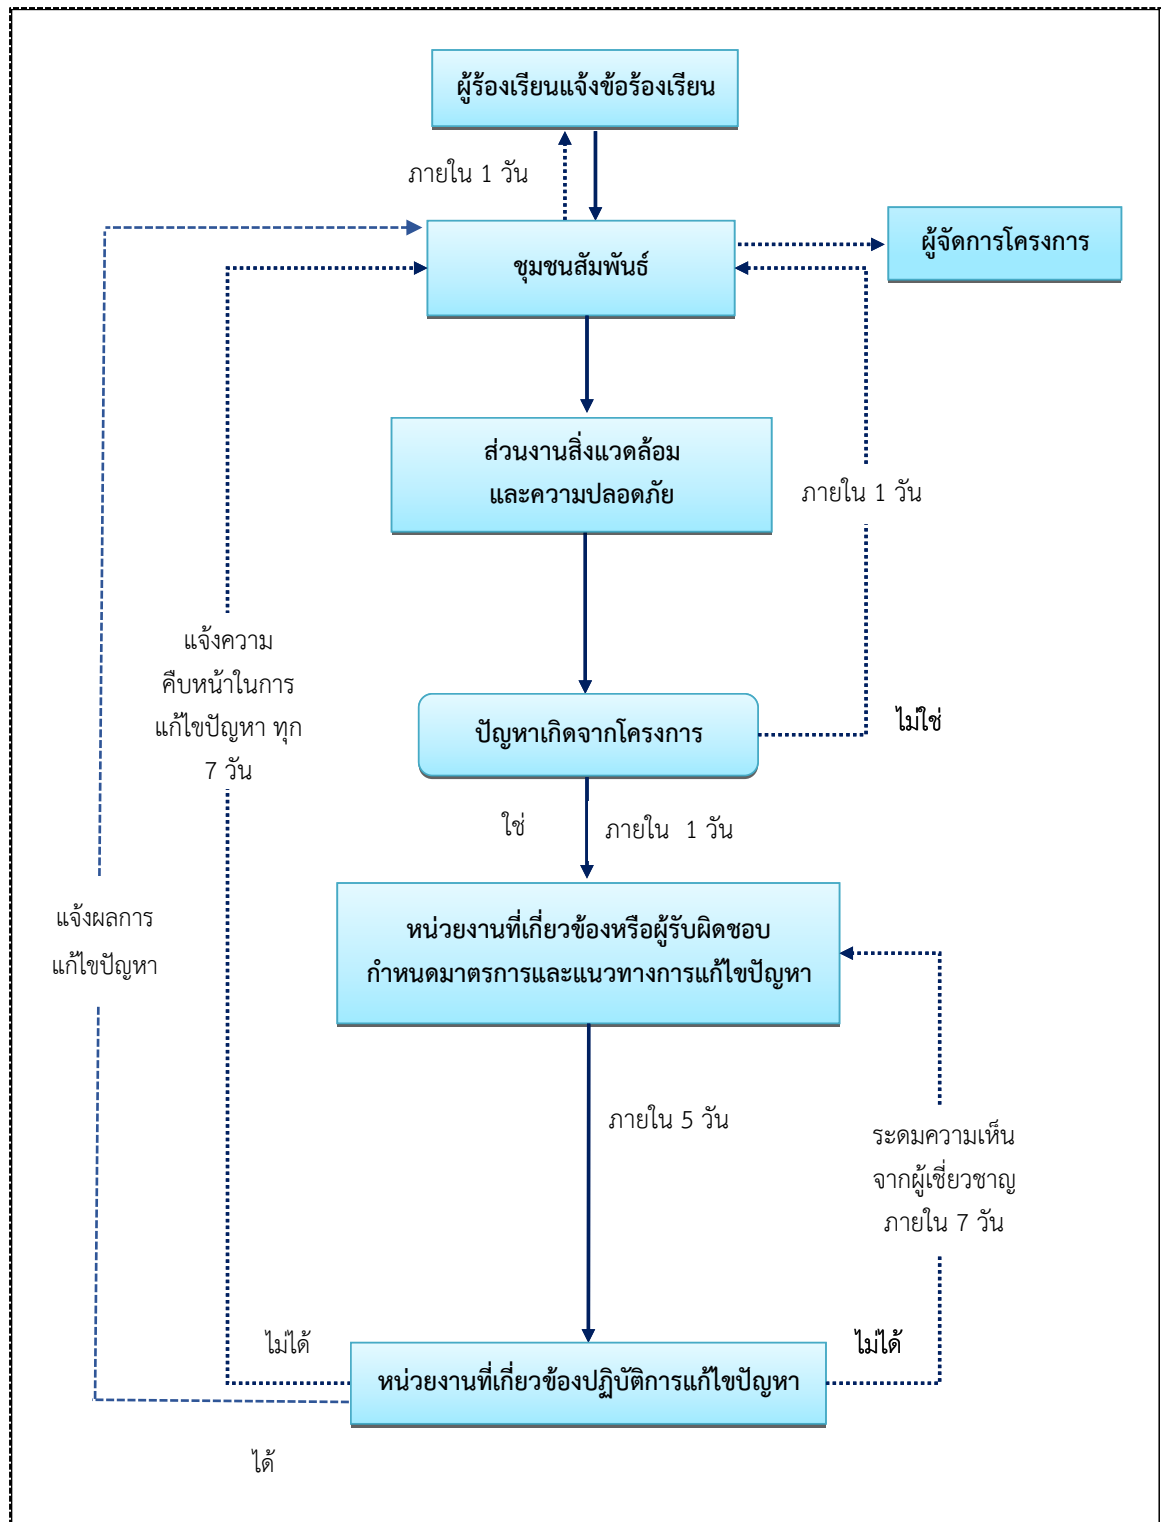 ผู้ร้องเรียนแจ้งข้อร้องเรียน
ภายใน 1 วัน
ผู้จัดการโครงการ
ชุมชนสัมพันธ์
ส่วนงานสิ่งแวดล้อม
และความปลอดภัย
ภายใน 1 วัน
แจ้งความ
คืบหน้าในการ
แก้ไขปัญหา ทุก
7 วัน
ปัญหาเกิดจากโครงการ
ไม่ใช่
ใช่
ภายใน 1 วัน
แจ้งผลการ
แก้ไขปัญหา
หน่วยงานที่เกี่ยวข้องหรือผู้รับผิดชอบ
กำหนดมาตรการและแนวทางการแก้ไขปัญหา
ภายใน 5 วัน
ระดมความเห็น
จากผู้เชี่ยวชาญ
ภายใน 7 วัน
ไม่ได้
ไม่ได้
หน่วยงานที่เกี่ยวข้องปฏิบัติการแก้ไขปัญหา
ได้